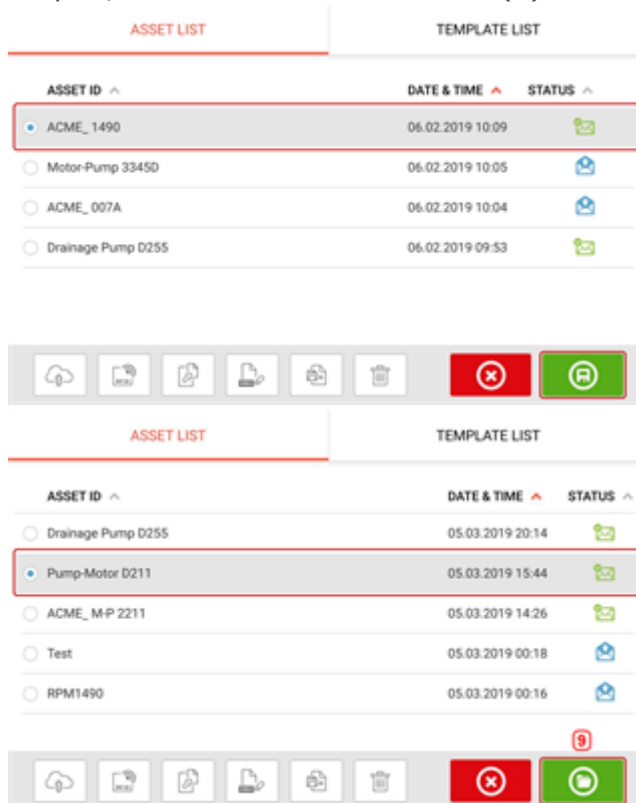 ASSET LIST TEMPLATE LIST
ASSET ID DATE & TIME STATUS
ACME_ 1490 06.02.2019 10:09
Motor-Pump 3345D 06.02.2019 10:05
ACME_ 007A 06.02.2019 10:04
Drainage Pump D255 06.02.2019 09:53
ASSET LIST TEMPLATE LIST
ASSET ID DATE & TIME STATUS
Drainage Pump D255 05.03.2019 20:14
Pump-Motor D211 05.03.2019 15:44
ACME_ M-P 2211 05.03.2019 14:26
Test 05.03.2019 00:18
RPM1490 05.03.2019 00:16
9